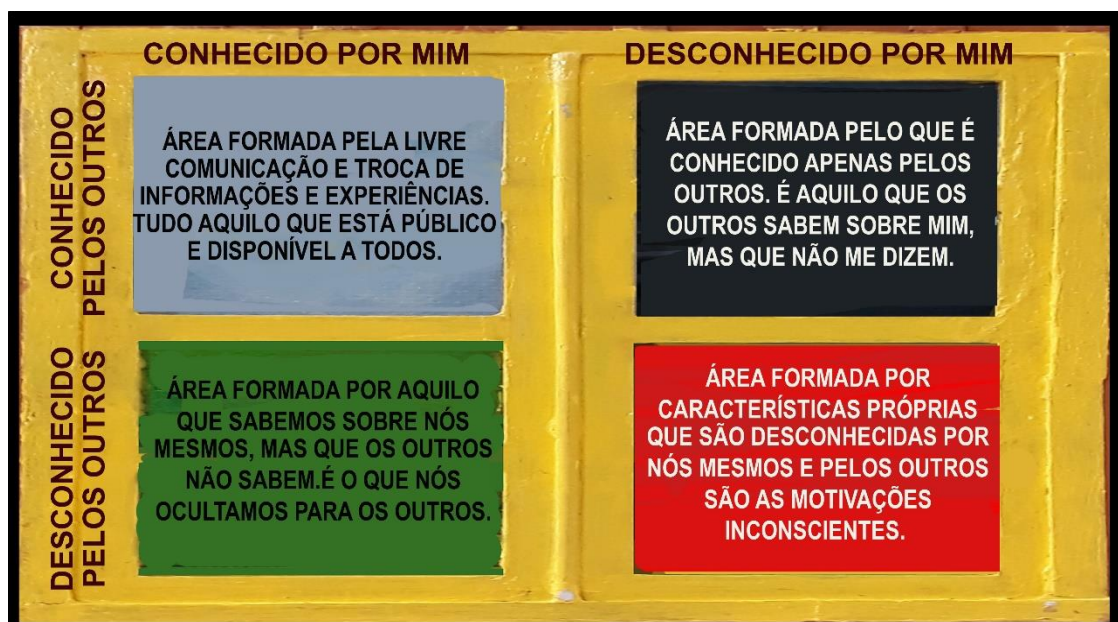 CONHECIDO POR MIM
DESCONHECIDO POR MIM
CONHECIDO
PELOS OUTROS
ÁREA FORMADA PELA LIVRE
COMUNICAÇÃO E TROCA DE
INFORMAÇÕES E EXPERIÊNCIAS.
TUDO AQUILO QUE ESTÁ PÚBLICO
E DISPONÍVEL A TODOS.
ÁREA FORMADA PELO QUE É
CONHECIDO APENAS PELOS
OUTROS. É AQUILO QUE OS
OUTROS SABEM SOBRE MIM,
MAS QUE NÃO ME DIZEM.
DESCONHECIDO
PELOS OUTROS
ÁREA FORMADA POR AQUILO
QUE SABEMOS SOBRE NÓS
MESMOS, MAS QUE OS OUTROS
NÃO SABEM.É O QUE NÓS
OCULTAMOS PARA OS OUTROS.
ÁREA FORMADA POR
CARACTERÍSTICAS PRÓPRIAS
QUE SÃO DESCONHECIDAS POR
NÓS MESMOS E PELOS OUTROS
SÃO AS MOTIVAÇÕES
INCONSCIENTES.